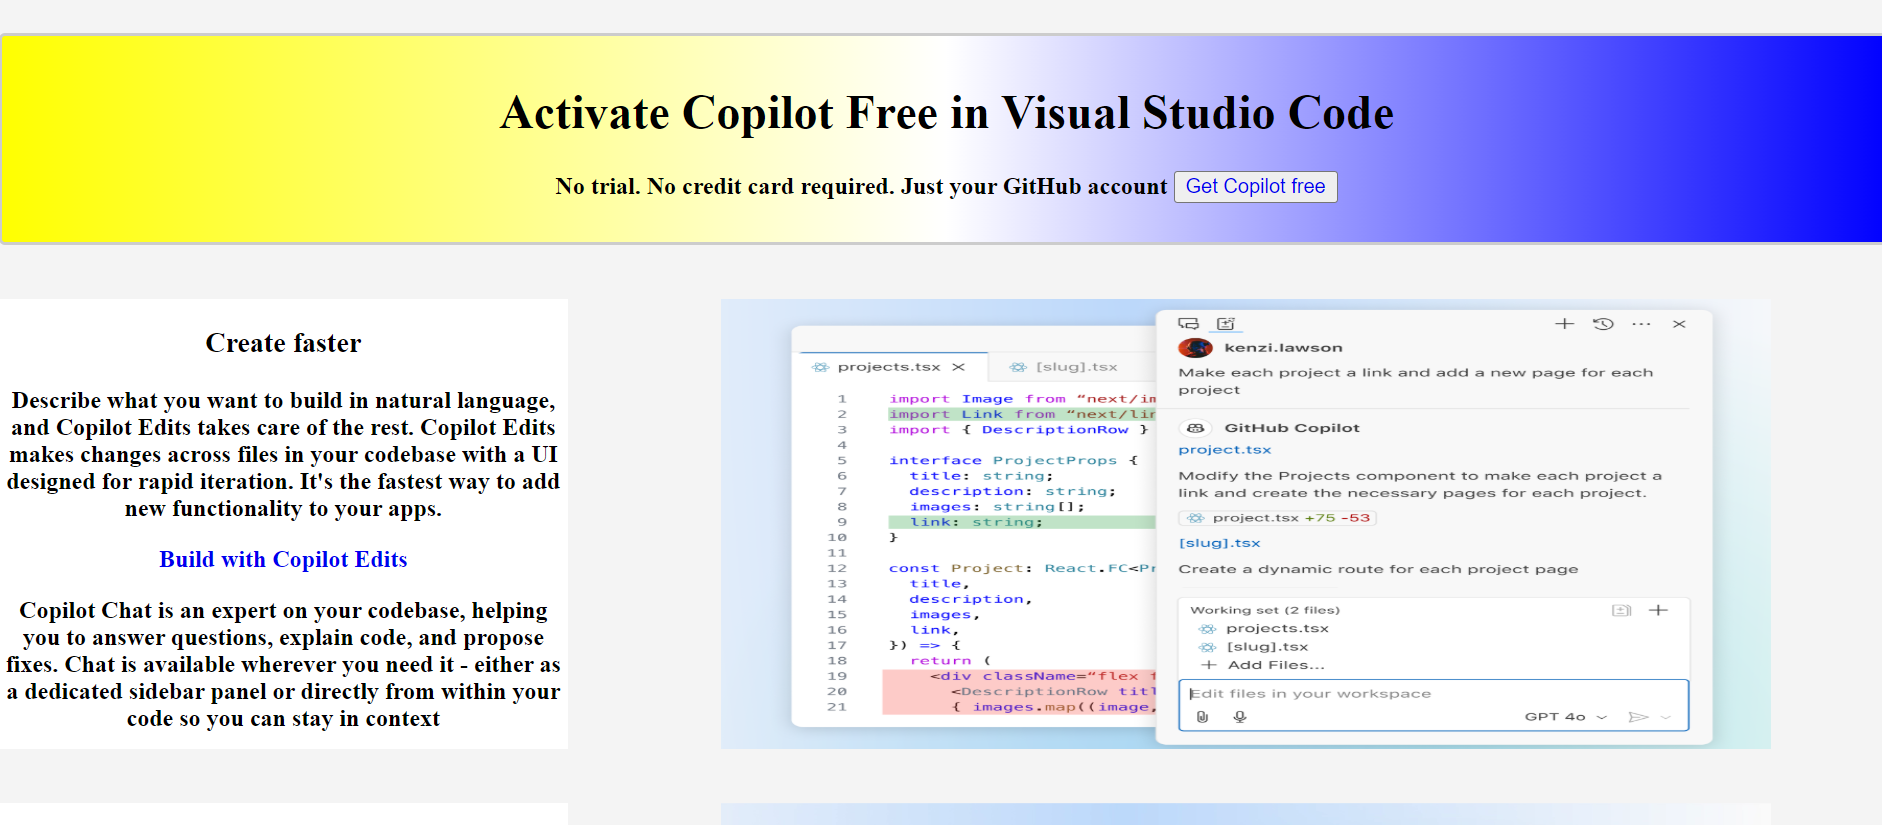 Activate Copilot Free in Visual Studio Code
No trial. No credit card required. Just your GitHub account Get Copilot free
Create faster
Describe what you want to build in natural language,
and Copilot Edits takes care of the rest. Copilot Edits
makes changes across files in your codebase with a UI
designed for rapid iteration. It's the fastest way to add
new functionality to your apps.
Build with Copilot Edits
Copilot Chat is an expert on your codebase, helping
you to answer questions, explain code, and propose
fixes. Chat is available wherever you need it - either as
a dedicated sidebar panel or directly from within your
code so you can stay in context
projects.tsx [slug].tsx
1 import Image from “next/im
2 import Link from “next/lin
3 import { DescriptionRow }
4
5 interface ProjectProps {
6 title: string;
7 description: string;
8 images: string[];
9 link: string;
10 }
11
12 const Project: React.FC<Pr
13 title,
14 description,
15 images,
16 link,
17 }) => {
18 return (
19 <div className=“flex f
20 <DescriptionRow titl
21 { images.map((image,
kenzi.lawson
Make each project a link and add a new page for each
project
GitHub Copilot
project.tsx
Modify the Projects component to make each project a
link and create the necessary pages for each project.
project.tsx +75 -53
[slug].tsx
Create a dynamic route for each project page
Working set (2 files)
projects.tsx
[slug].tsx
Add Files...
Edit files in your workspace
GPT 4o